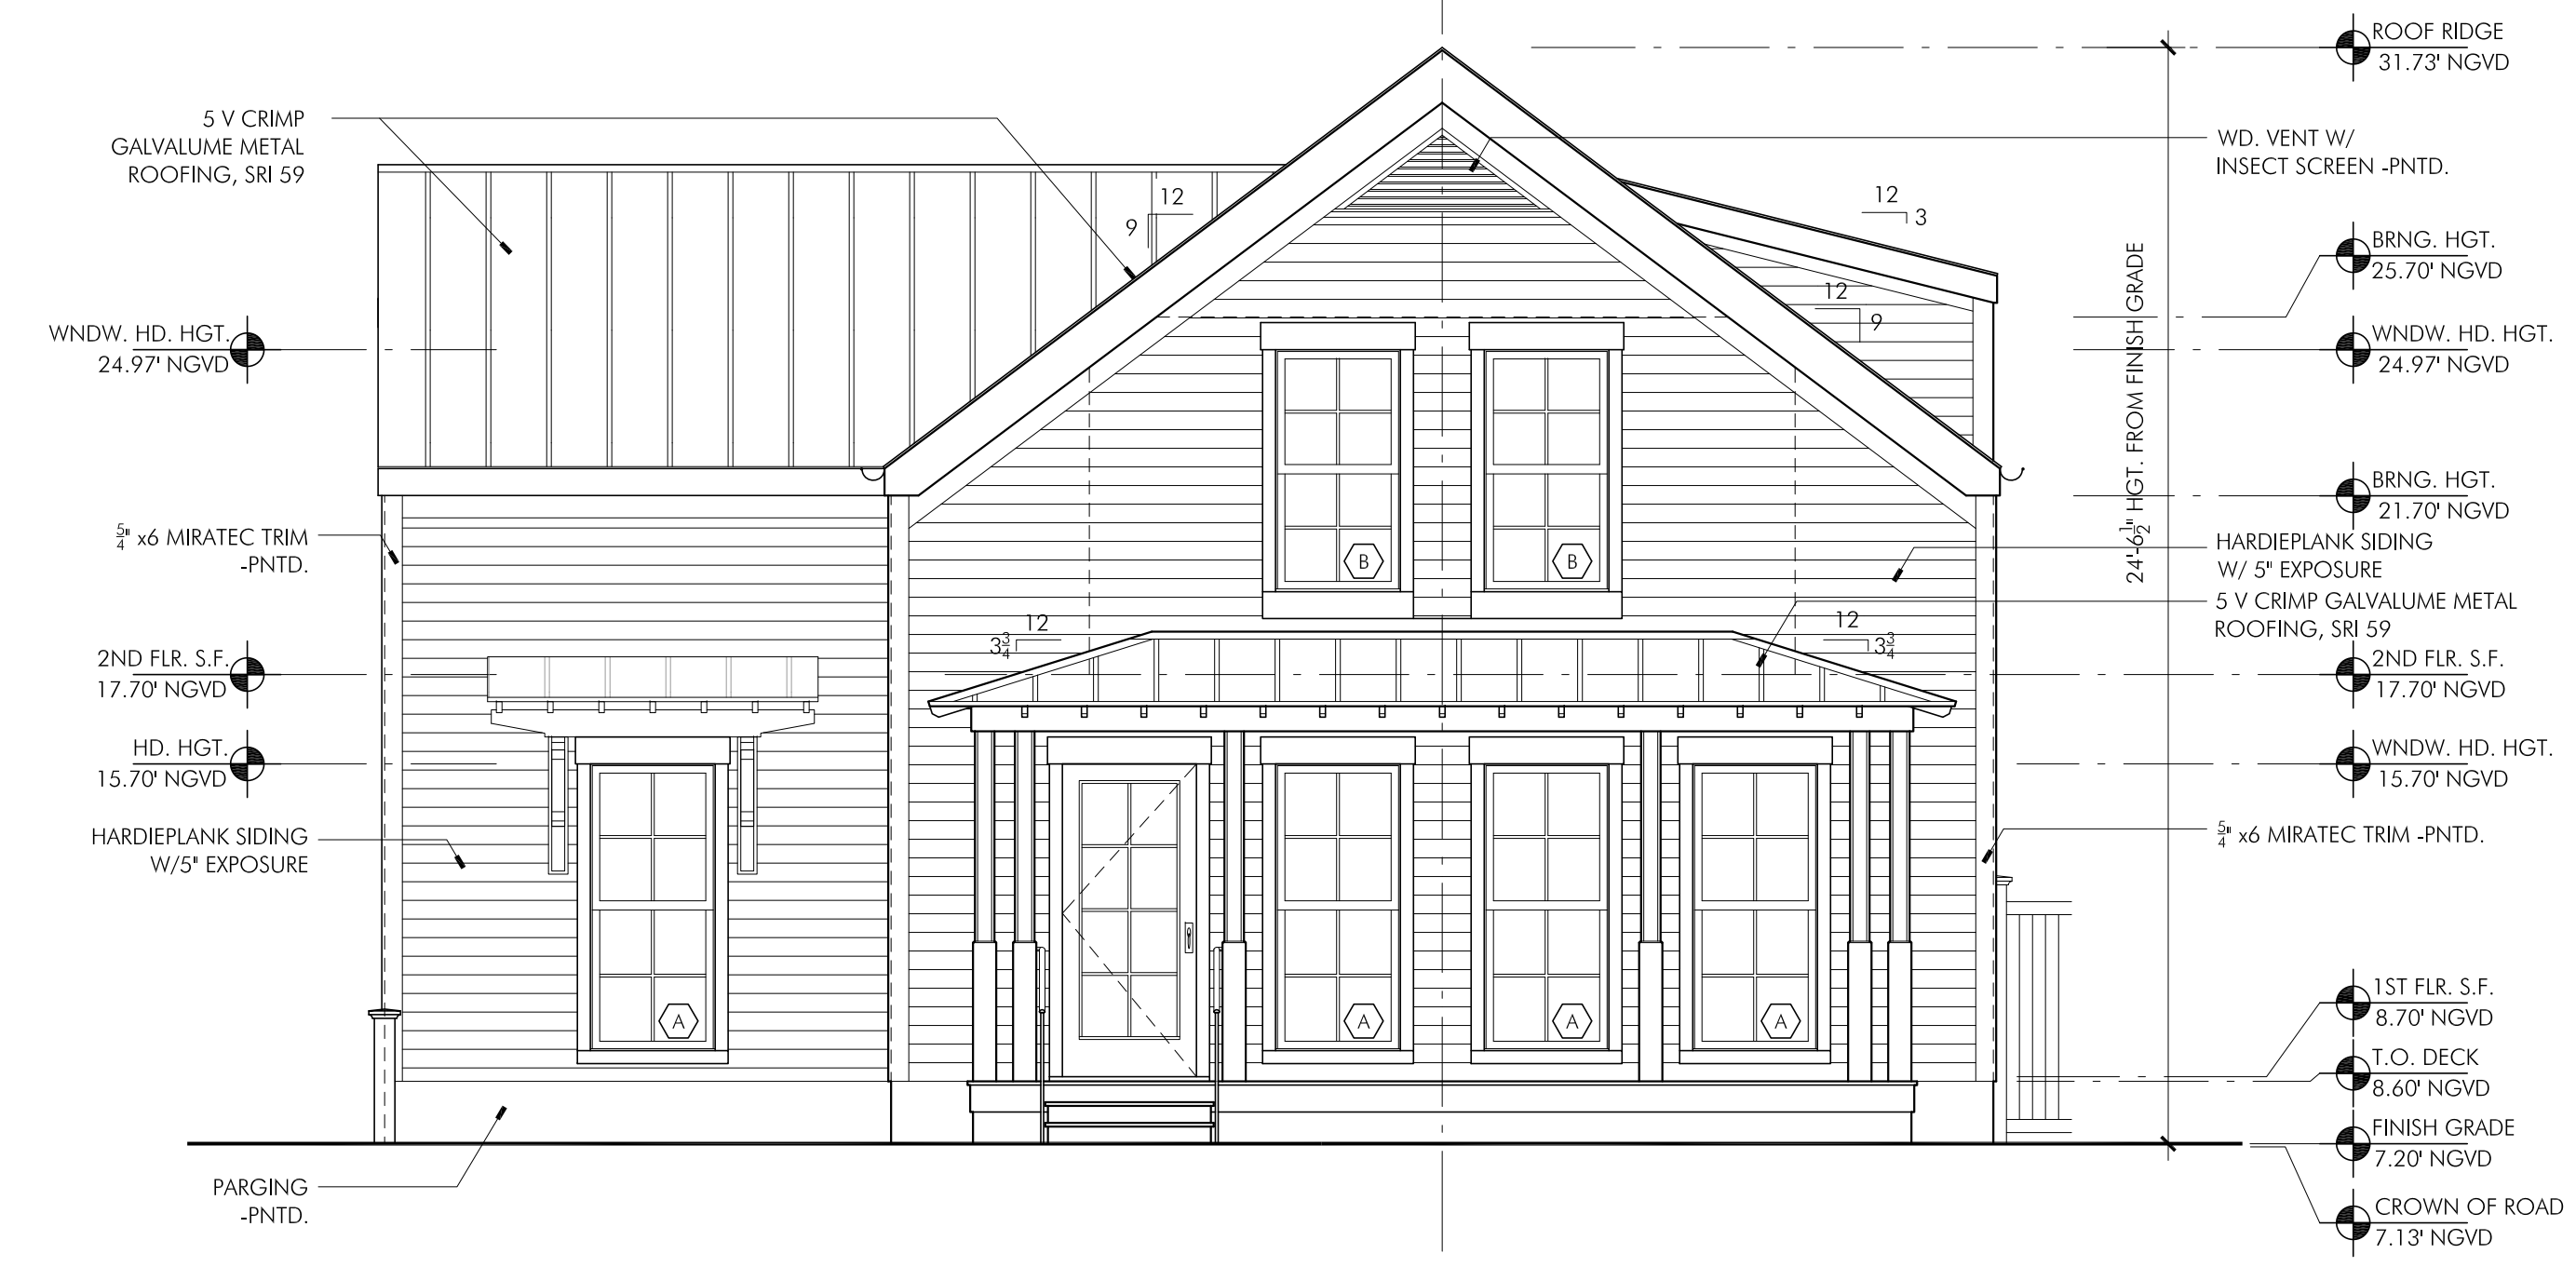 ROOF RIDGE
31.73' NGVD
5 V CRIMP
GALVALUME METAL
ROOFING, SRI 59
WD. VENT W/
INSECT SCREEN -PNTD.
12
9
12
3
BRNG. HGT.
25.70' NGVD
12
9
WNDW. HD. HGT.
24.97' NGVD
WNDW. HD. HGT.
24.97' NGVD
24'-6 1/2" HGT. FROM FINISH GRADE
BRNG. HGT.
21.70' NGVD
5/4" x6 MIRATEC TRIM
-PNTD.
B
B
HARDIEPLANK SIDING
W/ 5" EXPOSURE
5 V CRIMP GALVALUME METAL
ROOFING, SRI 59
12
3 3/4
12
3 3/4
2ND FLR. S.F.
17.70' NGVD
2ND FLR. S.F.
17.70' NGVD
HD. HGT.
15.70' NGVD
WNDW. HD. HGT.
15.70' NGVD
HARDIEPLANK SIDING
W/5" EXPOSURE
5/4" x6 MIRATEC TRIM -PNTD.
A
A
A
A
1ST FLR. S.F.
8.70' NGVD
T.O. DECK
8.60' NGVD
FINISH GRADE
7.20' NGVD
PARGING
-PNTD.
CROWN OF ROAD
7.13' NGVD